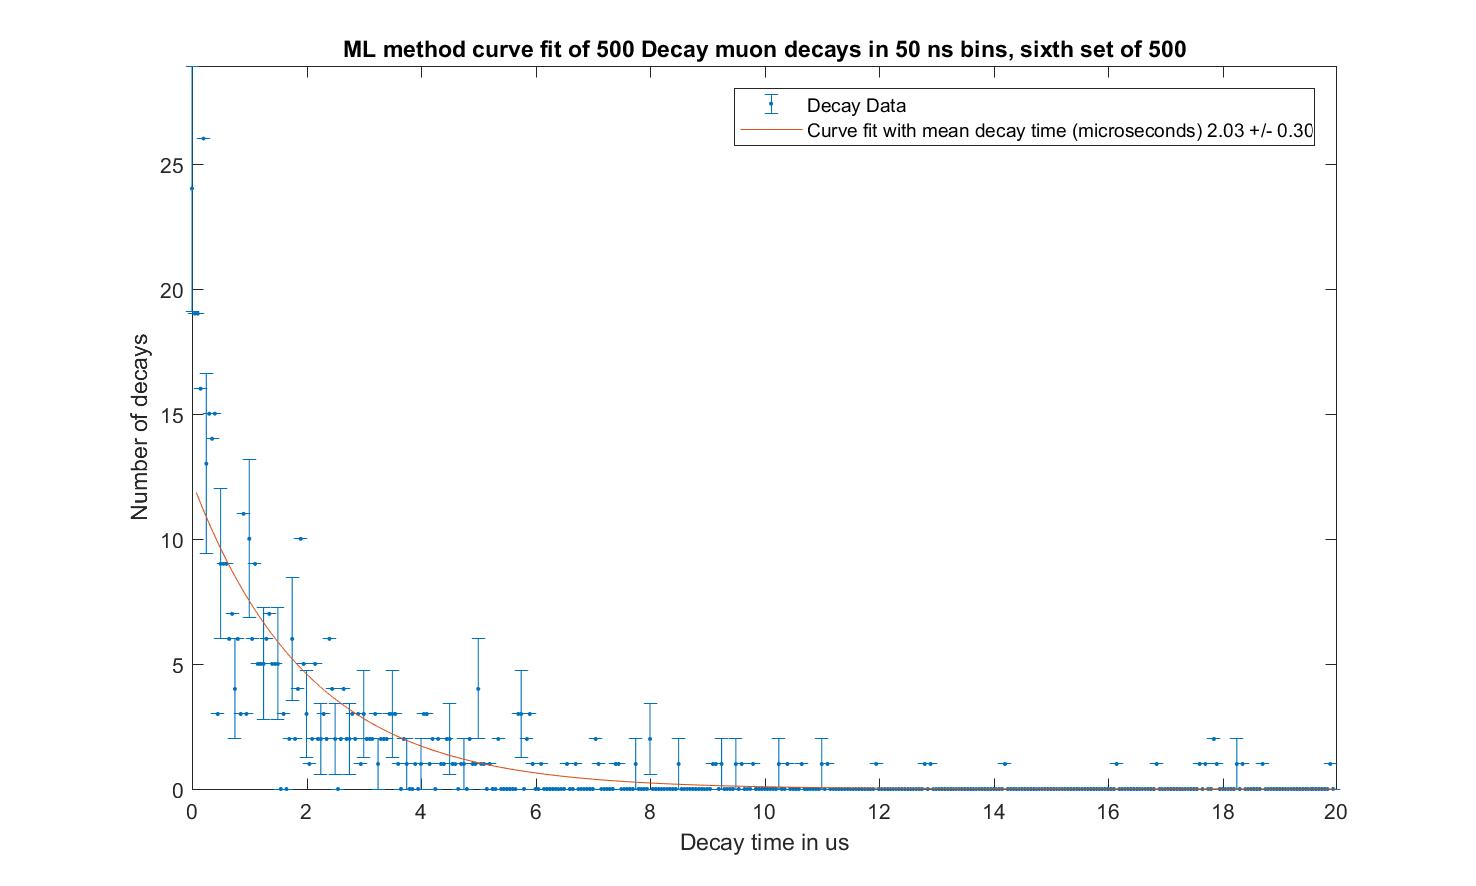 ML method curve fit of 500 Decay muon decays in 50 ns bins, sixth set of 500
Decay Data
Curve fit with mean decay time (microseconds) 2.03 +/- 0.30
25
20
15
10
5
0
Number of decays
0 2 4 6 8 10 12 14 16 18 20
Decay time in us